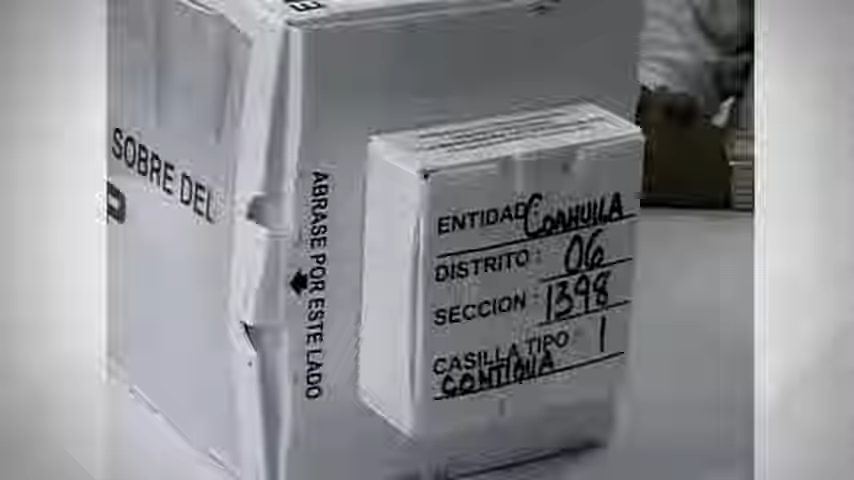 SOBRE DEL
P
ABRASE POR ESTE LADO
ENTIDAD COAHUILA
DISTRITO : 06
SECCION : 1398
CASILLA TIPO : 1
CONTIGUA